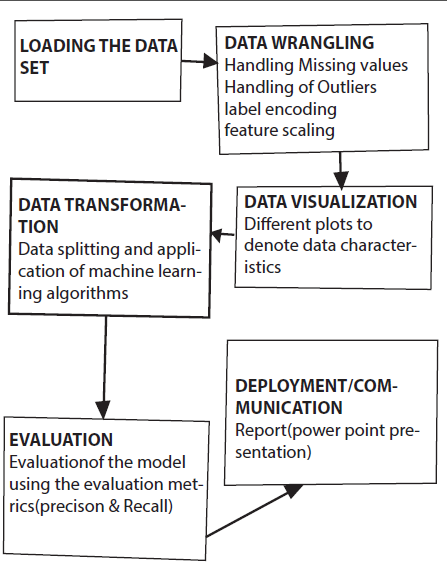 LOADING THE DATA
SET
DATA WRANGLING
Handling Missing values
Handling of Outliers
label encoding
feature scaling
DATA VISUALIZATION
Different plots to
denote data character-
istics
DATA TRANSFORMA-
TION
Data splitting and appli-
cation of machine learn-
ing algorithms
EVALUATION
Evaluationof the model
using the evaluation met-
rics(precison & Recall)
DEPLOYMENT/COM-
MUNICATION
Report(power point pre-
sentation)